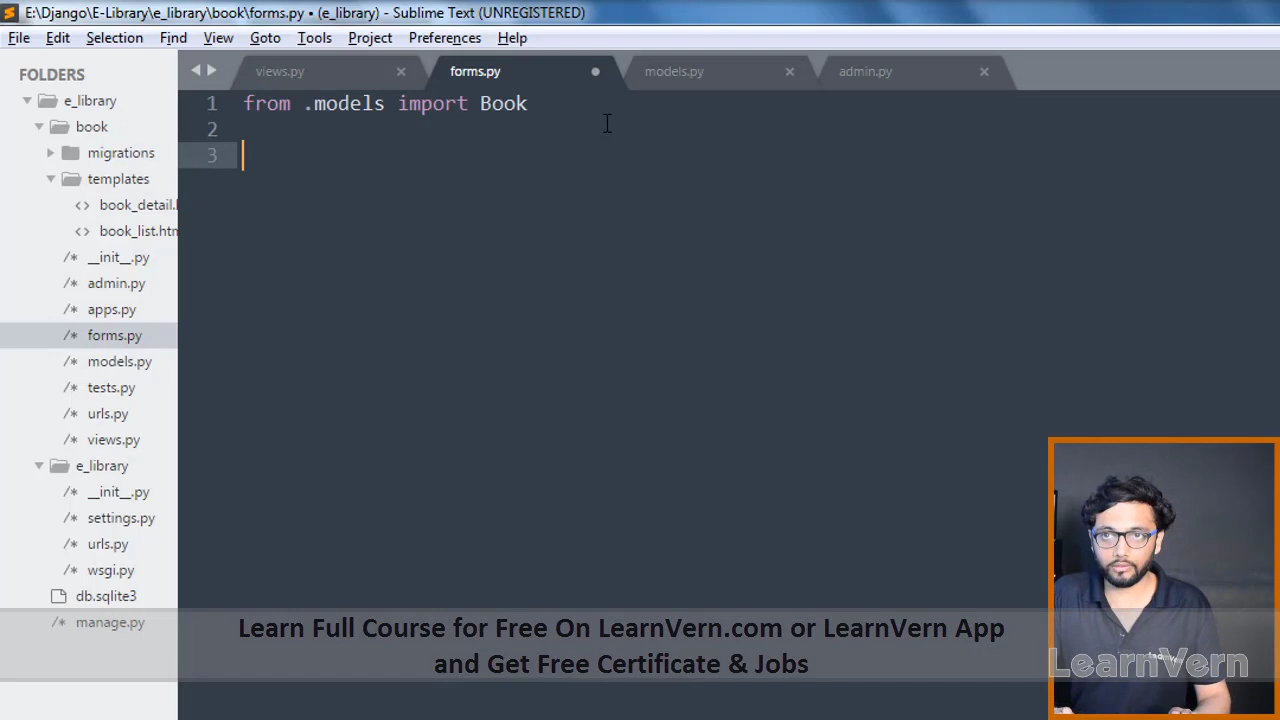 E:\Django\E-Library\e_library\book\forms.py • (e_library) - Sublime Text (UNREGISTERED)
File Edit Selection Find View Goto Tools Project Preferences Help
FOLDERS
e_library
book
migrations
templates
book_detail.h
book_list.htm
__init__.py
admin.py
apps.py
forms.py
models.py
tests.py
urls.py
views.py
e_library
__init__.py
settings.py
urls.py
wsgi.py
db.sqlite3
manage.py
views.py forms.py models.py admin.py
1 from .models import Book
2
3
Learn Full Course for Free On LearnVern.com or LearnVern App
and Get Free Certificate & Jobs
LearnVern